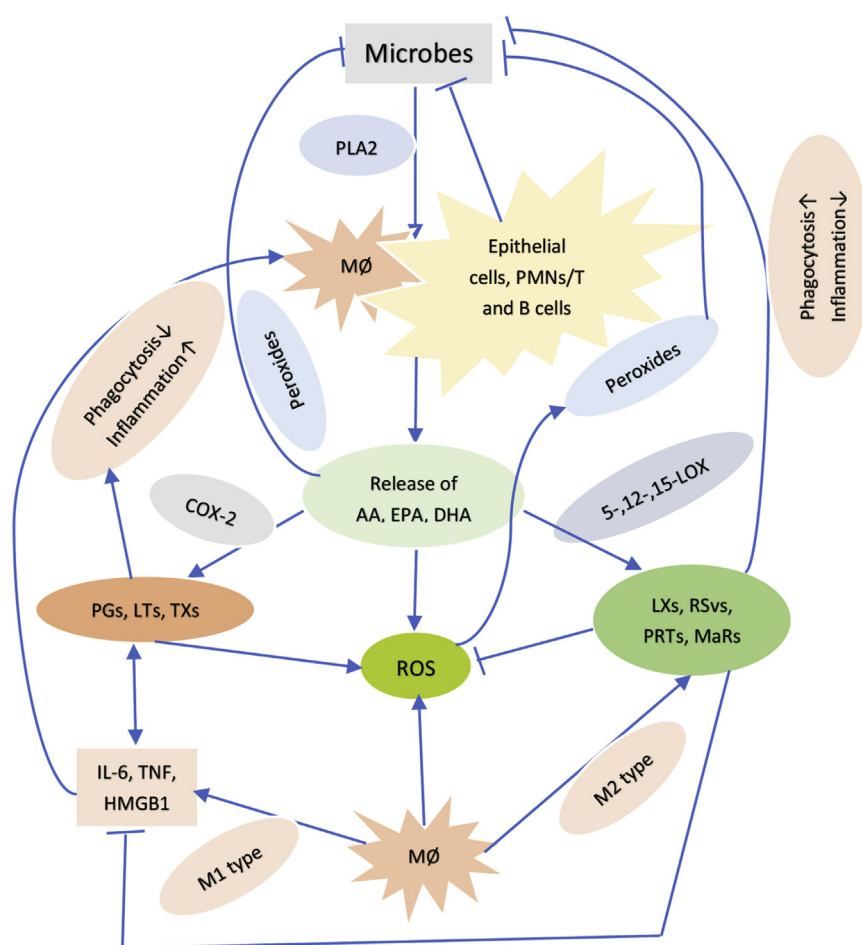 Microbes
PLA2
MØ
Epithelial
cells, PMNs/T
and B cells
Phagocytosis↑
Inflammation↓
Phagocytosis↓
Inflammation↑
Peroxides
Peroxides
Release of
AA, EPA, DHA
COX-2
5-,12-,15-LOX
PGs, LTs, TXs
LXs, RSvs,
PRTs, MaRs
ROS
IL-6, TNF,
HMGB1
M2 type
M1 type
MØ